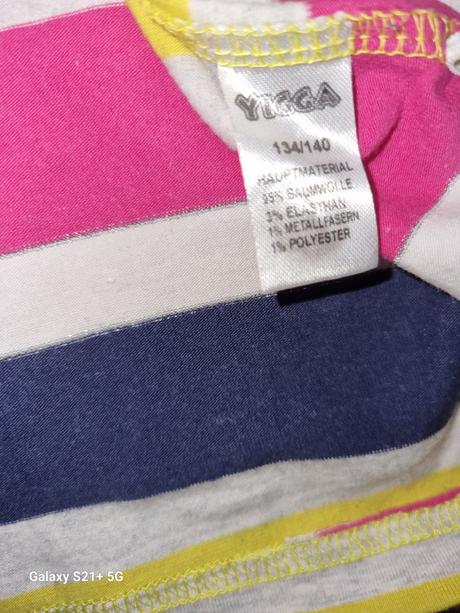 YIGGA
134/140
HAUPTMATERIAL
95% BAUMWOLLE
3% ELASTHAN
1% METALLFASERN
1% POLYESTER
Galaxy S21+ 5G